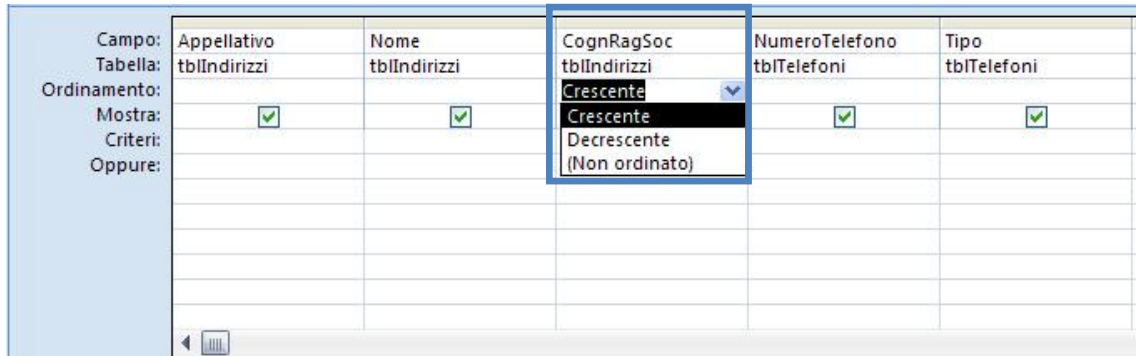 Campo: Appellativo Nome CognRagSoc NumeroTelefono Tipo
Tabella: tblIndirizzi tblIndirizzi tblIndirizzi tblTelefoni tblTelefoni
Ordinamento: Crescente
Mostra: Crescente
Criteri: Decrescente
Oppure: (Non ordinato)